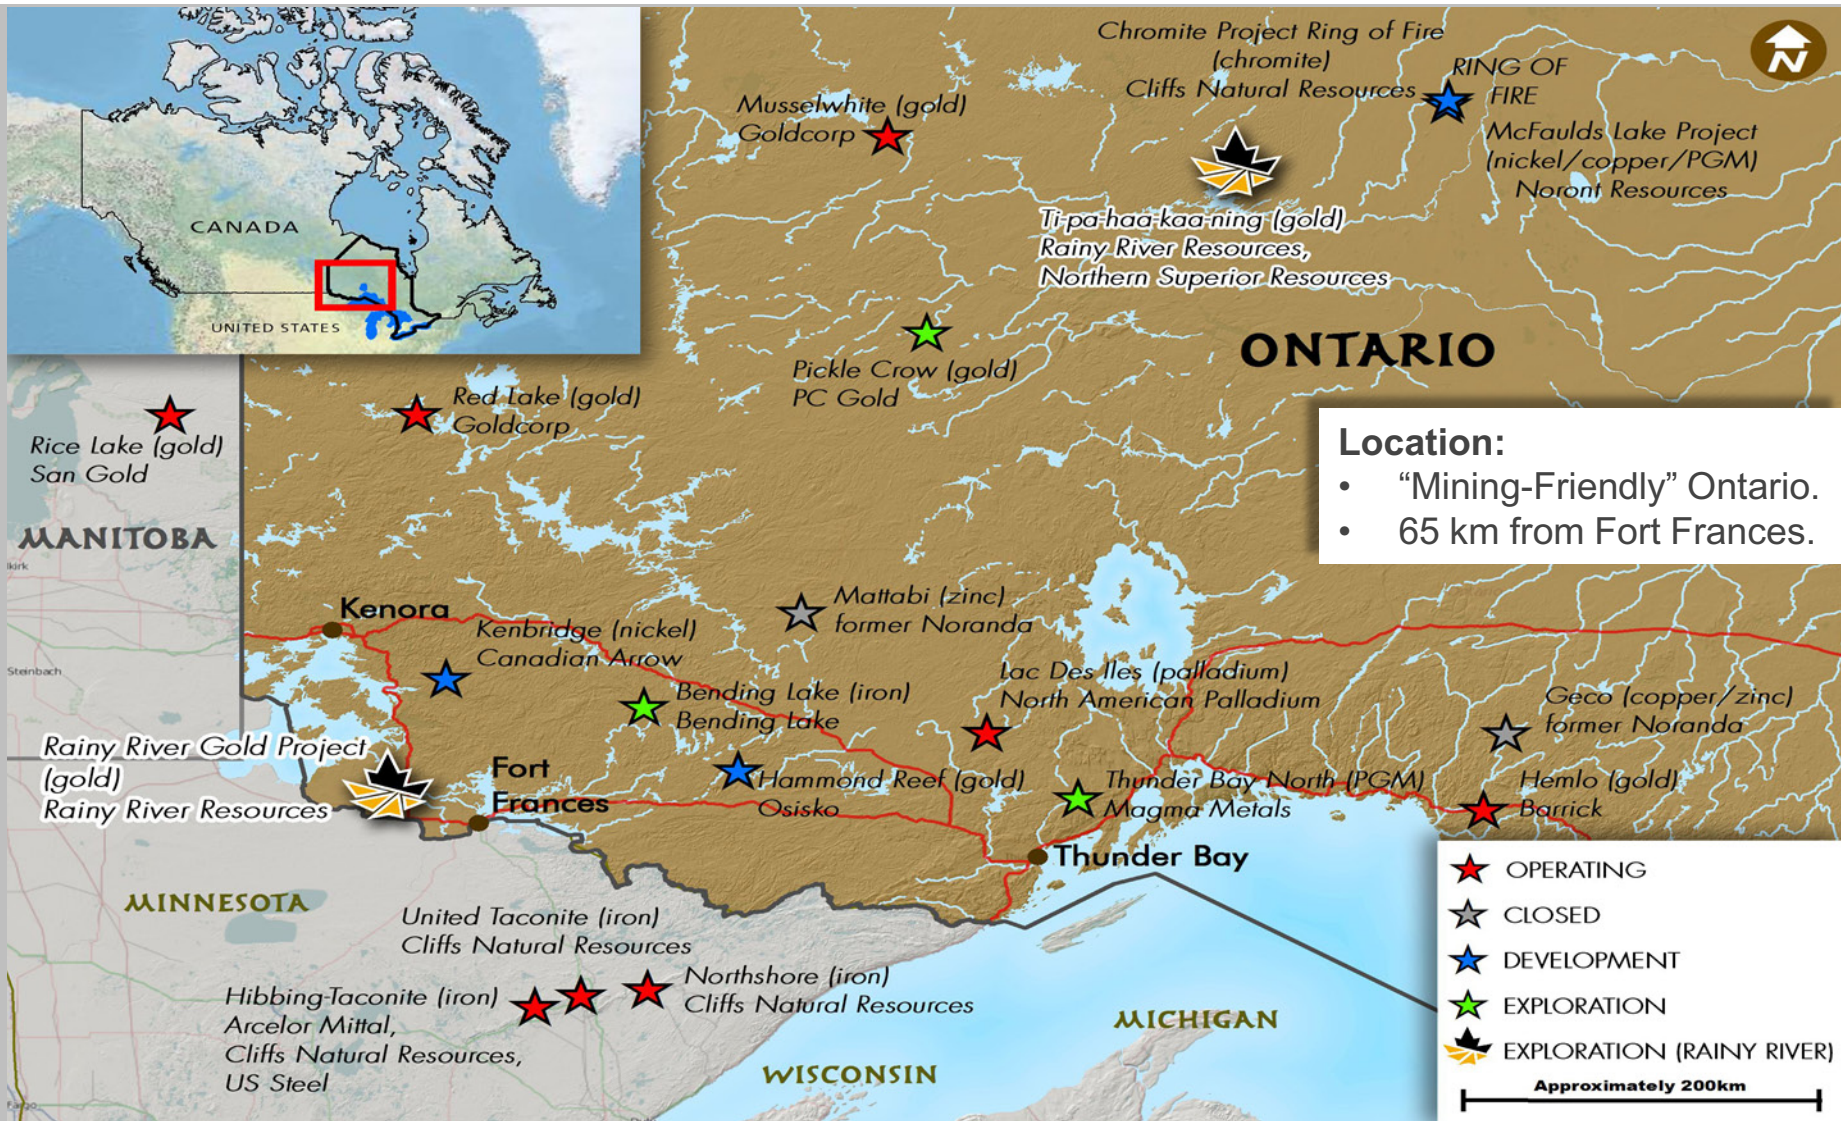 CANADA
UNITED STATES
Chromite Project Ring of Fire
(chromite)
Cliffs Natural Resources
RING OF
FIRE
N
Musselwhite (gold)
Goldcorp
McFaulds Lake Project
(nickel/copper/PGM)
Noront Resources
Ti-pa-haa-kaa-ning (gold)
Rainy River Resources,
Northern Superior Resources
ONTARIO
Pickle Crow (gold)
PC Gold
Red Lake (gold)
Goldcorp
Rice Lake (gold)
San Gold
Location:
• “Mining-Friendly” Ontario.
• 65 km from Fort Frances.
MANITOBA
lkirk
Mattabi (zinc)
former Noranda
Kenora
Kenbridge (nickel)
Canadian Arrow
Steinbach
Lac Des Iles (palladium)
North American Palladium
Bending Lake (iron)
Bending Lake
Geco (copper/zinc)
former Noranda
Rainy River Gold Project
(gold)
Rainy River Resources
Fort
Frances
Hammond Reef (gold)
Osisko
Thunder Bay North (PGM)
Magma Metals
Hemlo (gold)
Barrick
Thunder Bay
MINNESOTA
United Taconite (iron)
Cliffs Natural Resources
Northshore (iron)
Cliffs Natural Resources
Hibbing-Taconite (iron)
Arcelor Mittal,
Cliffs Natural Resources,
US Steel
MICHIGAN
WISCONSIN
Fargo
OPERATING
CLOSED
DEVELOPMENT
EXPLORATION
EXPLORATION (RAINY RIVER)
Approximately 200km